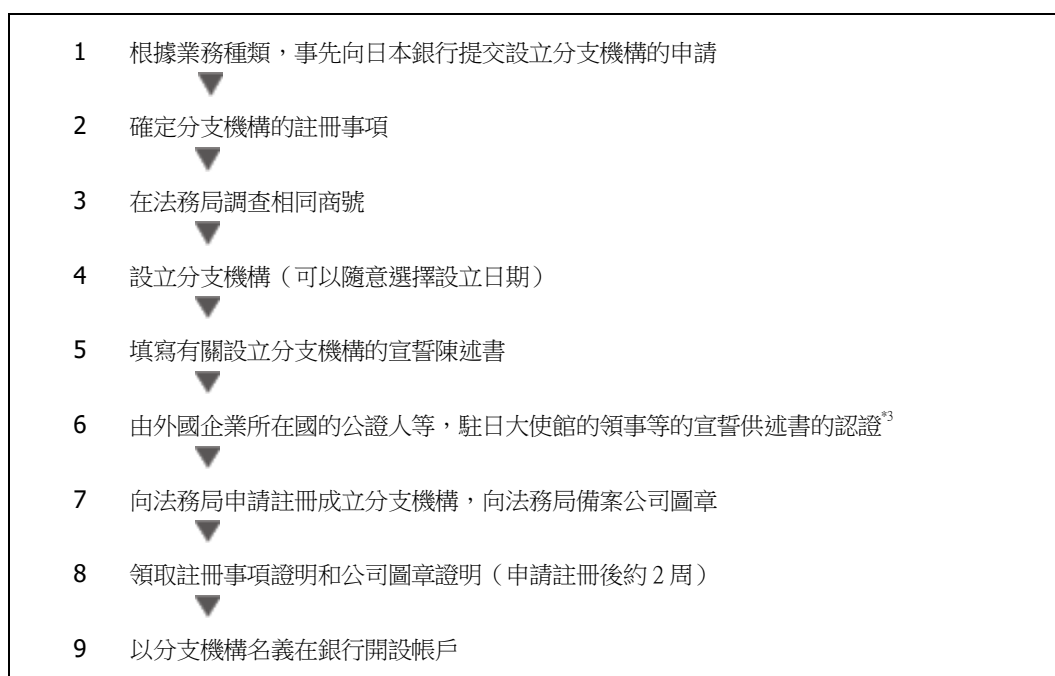 1 根據業務種類，事先向日本銀行提交設立分支機構的申請
2 確定分支機構的註冊事項
3 在法務局調查相同商號
4 設立分支機構（可以隨意選擇設立日期）
5 填寫有關設立分支機構的宣誓陳述書
6 由外國企業所在國的公證人等，駐日大使館的領事等的宣誓供述書的認證*3
7 向法務局申請註冊成立分支機構，向法務局備案公司圖章
8 領取註冊事項證明和公司圖章證明（申請註冊後約 2 周）
9 以分支機構名義在銀行開設帳戶